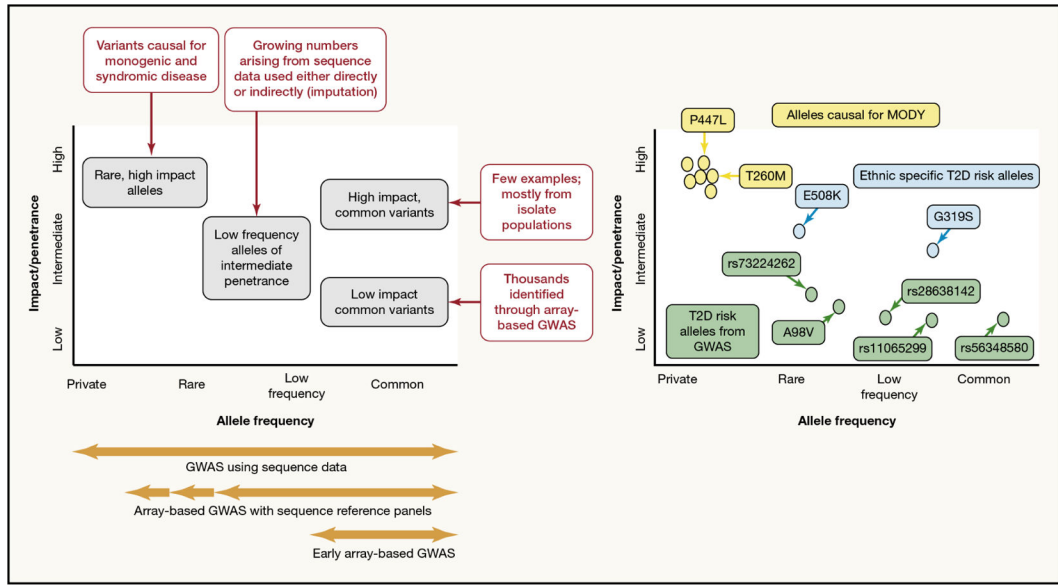 Variants causal for
monogenic and
syndromic disease
Growing numbers
arising from sequence
data used either directly
or indirectly (imputation)
Impact/penetrance
High
Intermediate
Low
Rare, high impact
alleles
Low frequency
alleles of
intermediate
penetrance
High impact,
common variants
Low impact
common variants
Few examples;
mostly from
isolate
populations
Thousands
identified
through array-
based GWAS
Private
Rare
Low
frequency
Common
Allele frequency
GWAS using sequence data
Array-based GWAS with sequence reference panels
Early array-based GWAS
Impact/penetrance
High
Intermediate
Low
P447L
Alleles causal for MODY
T260M
Ethnic specific T2D risk alleles
E508K
G319S
rs73224262
rs28638142
T2D risk
alleles from
GWAS
A98V
rs11065299
rs56348580
Private
Rare
Low
frequency
Common
Allele frequency